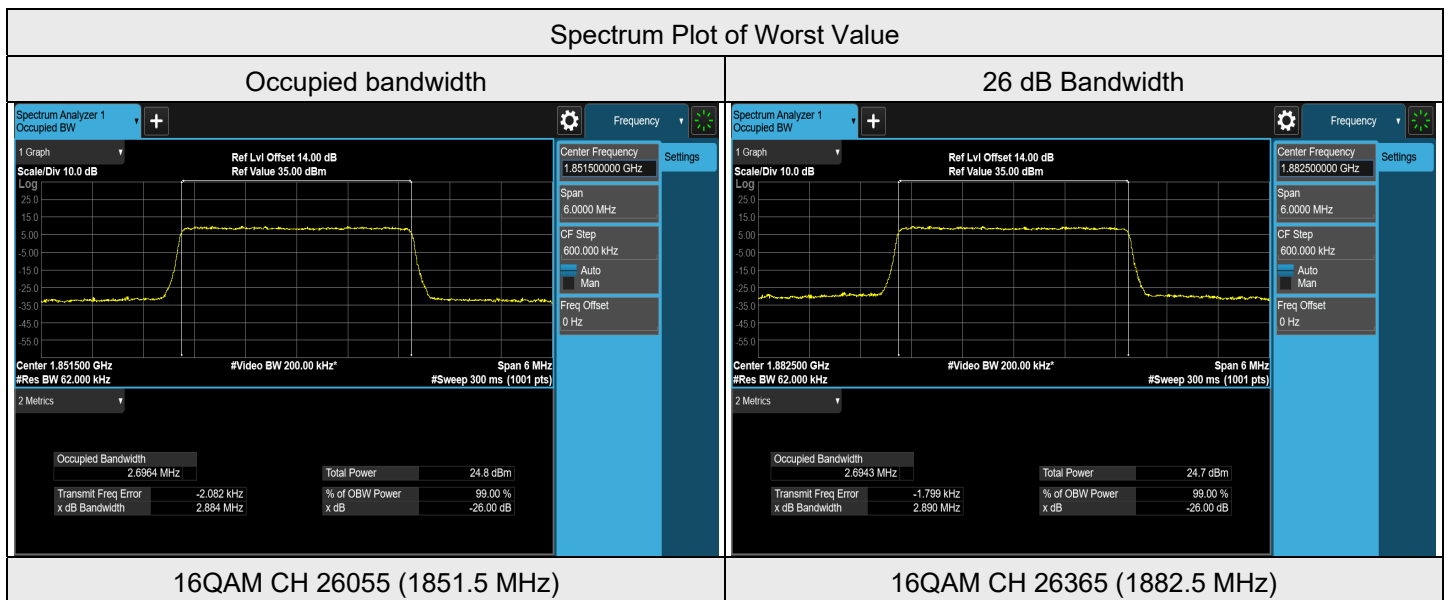 Spectrum Plot of Worst Value
Occupied bandwidth
26 dB Bandwidth
Spectrum Analyzer 1
Occupied BW
+
Frequency
1 Graph
Ref Lvl Offset 14.00 dB
Scale/Div 10.0 dB
Ref Value 35.00 dBm
Log
25.0
15.0
5.00
-5.00
-15.0
-25.0
-35.0
-45.0
-55.0
Center 1.851500 GHz
#Video BW 200.00 kHz*
Span 6 MHz
#Res BW 62.000 kHz
#Sweep 300 ms (1001 pts)
Center Frequency
1.851500000 GHz
Settings
Span
6.0000 MHz
CF Step
600.000 kHz
Auto
Man
Freq Offset
0 Hz
2 Metrics
Occupied Bandwidth
2.6964 MHz
Total Power 24.8 dBm
Transmit Freq Error -2.082 kHz
% of OBW Power 99.00 %
x dB Bandwidth 2.884 MHz
x dB -26.00 dB
Spectrum Analyzer 1
Occupied BW
+
Frequency
1 Graph
Ref Lvl Offset 14.00 dB
Scale/Div 10.0 dB
Ref Value 35.00 dBm
Log
25.0
15.0
5.00
-5.00
-15.0
-25.0
-35.0
-45.0
-55.0
Center 1.882500 GHz
#Video BW 200.00 kHz*
Span 6 MHz
#Res BW 62.000 kHz
#Sweep 300 ms (1001 pts)
Center Frequency
1.882500000 GHz
Settings
Span
6.0000 MHz
CF Step
600.000 kHz
Auto
Man
Freq Offset
0 Hz
2 Metrics
Occupied Bandwidth
2.6943 MHz
Total Power 24.7 dBm
Transmit Freq Error -1.799 kHz
% of OBW Power 99.00 %
x dB Bandwidth 2.890 MHz
x dB -26.00 dB
16QAM CH 26055 (1851.5 MHz)
16QAM CH 26365 (1882.5 MHz)